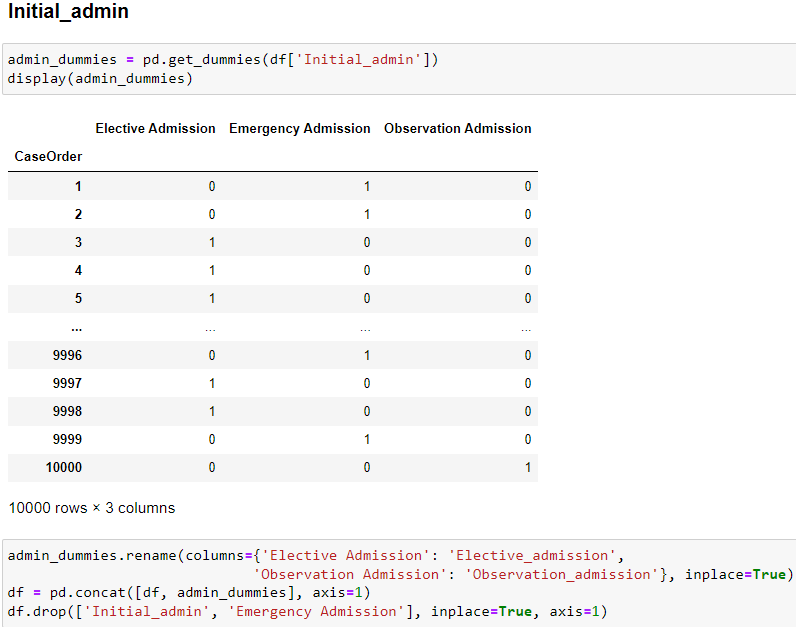 Initial_admin
admin_dummies = pd.get_dummies(df['Initial_admin'])
display(admin_dummies)
Elective Admission Emergency Admission Observation Admission
CaseOrder
1 0 1 0
2 0 1 0
3 1 0 0
4 1 0 0
5 1 0 0
... ... ... ...
9996 0 1 0
9997 1 0 0
9998 1 0 0
9999 0 1 0
10000 0 0 1
10000 rows × 3 columns
admin_dummies.rename(columns={'Elective Admission': 'Elective_admission',
'Observation Admission': 'Observation_admission'}, inplace=True)
df = pd.concat([df, admin_dummies], axis=1)
df.drop(['Initial_admin', 'Emergency Admission'], inplace=True, axis=1)